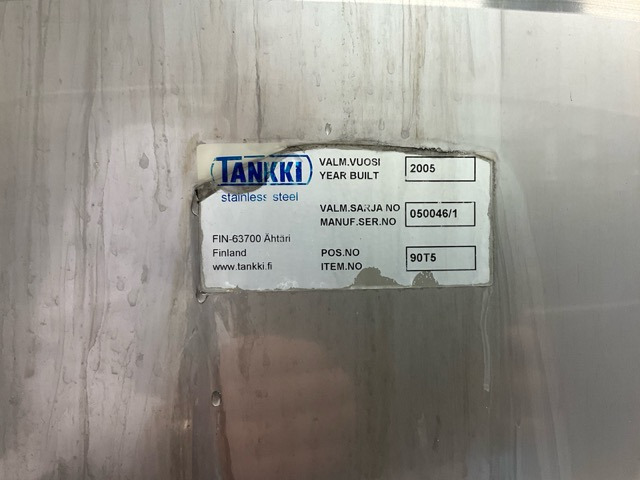 TANKKI
stainless steel
FIN-63700 Ähtäri
Finland
www.tankki.fi
VALM.VUOSI
YEAR BUILT
2005
VALM.SARJA NO
MANUF.SER.NO
050046/1
POS.NO
ITEM.NO
90T5